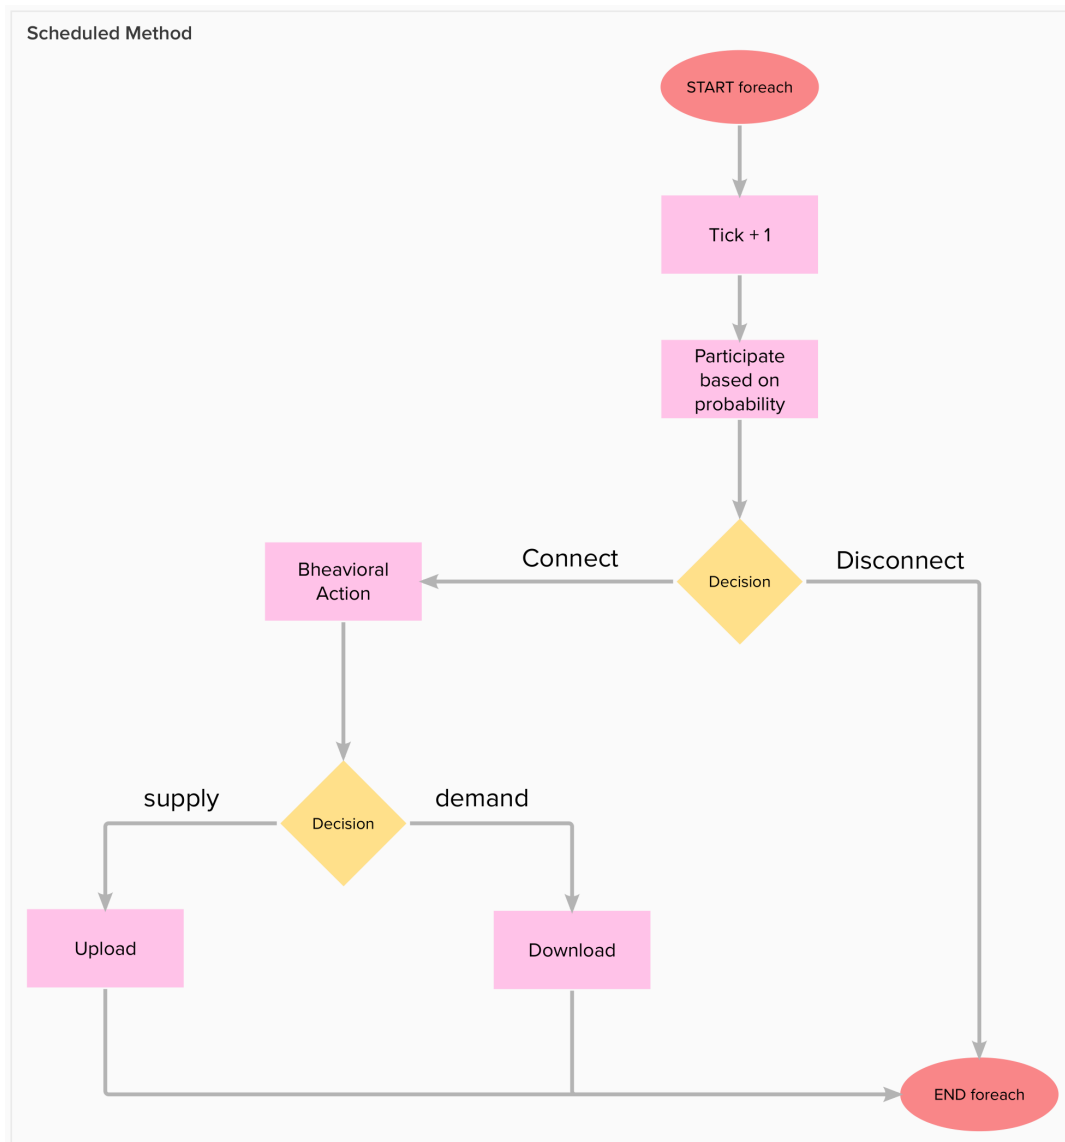 Scheduled Method
START foreach
Tick + 1
Participate
based on
probability
Connect
Decision
Disconnect
Bheavioral
Action
supply
Decision
demand
Upload
Download
END foreach